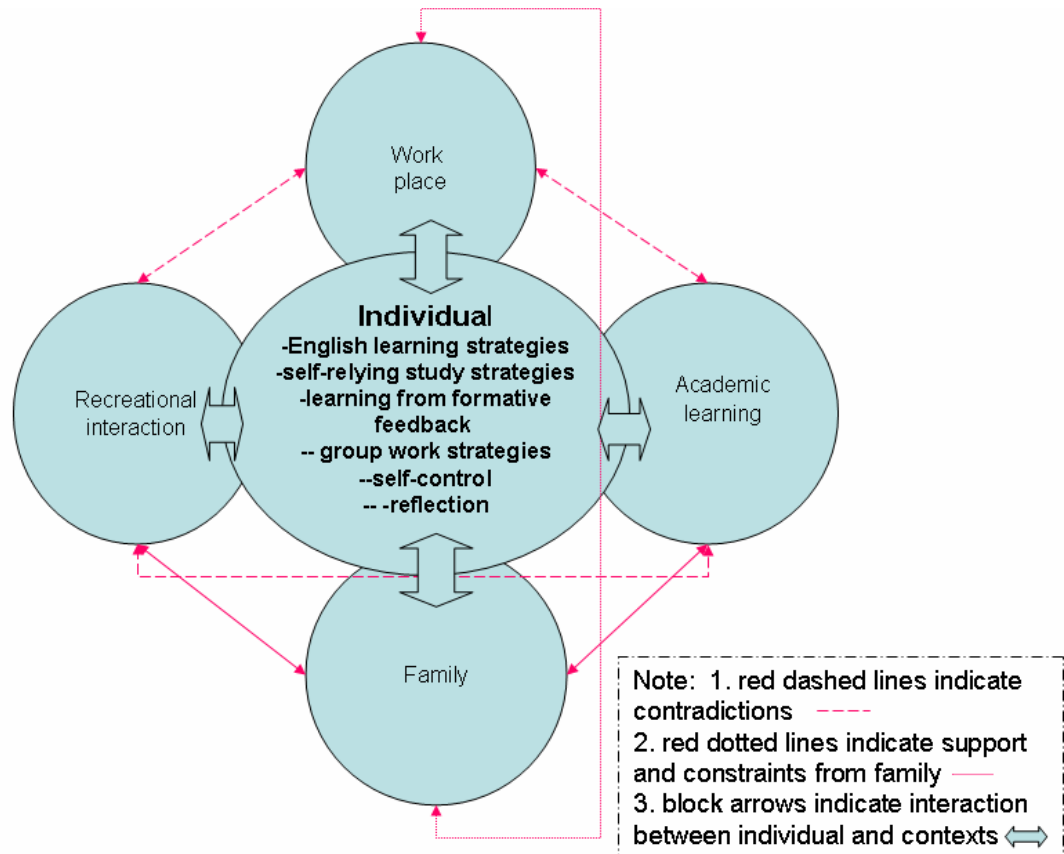 Work
place
Individual
-English learning strategies
-self-relying study strategies
-learning from formative
feedback
-- group work strategies
--self-control
-- -reflection
Recreational
interaction
Academic
learning
Family
Note: 1. red dashed lines indicate
contradictions
2. red dotted lines indicate support
and constraints from family
3. block arrows indicate interaction
between individual and contexts